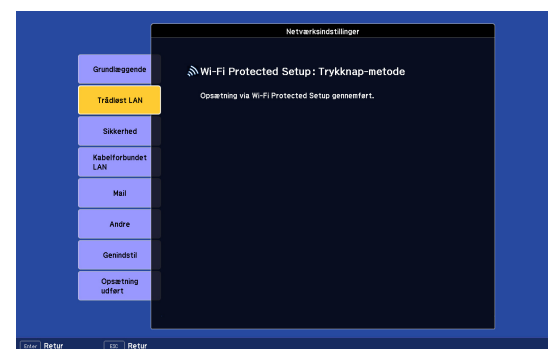 Netværksindstillinger
Grundlæggende
Trådløst LAN
Sikkerhed
Kabelforbundet
LAN
Mail
Andre
Genindstil
Opsætning
udført
Wi-Fi Protected Setup: Trykknap-metode
Opsætning via Wi-Fi Protected Setup gennemført.
Enter Retur ESC Retur